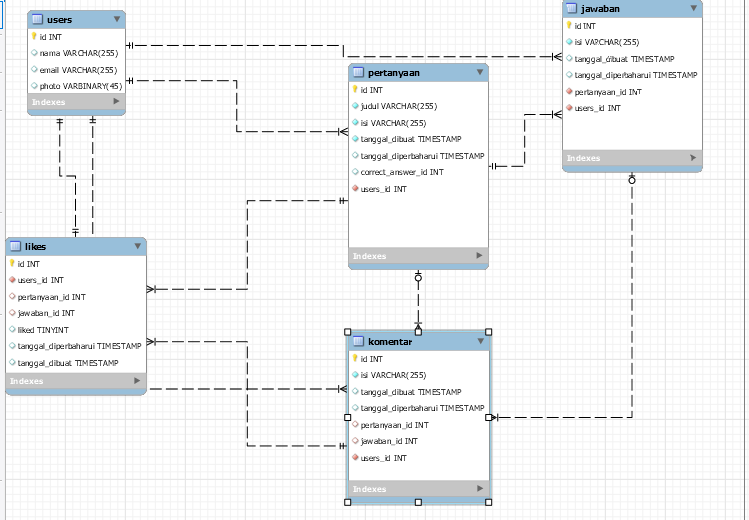 users
id INT
nama VARCHAR(255)
email VARCHAR(255)
photo VARBINARY(45)
Indexes
pertanyaan
id INT
judul VARCHAR(255)
isi VARCHAR(255)
tanggal_dibuat TIMESTAMP
tanggal_diperbaharui TIMESTAMP
correct_answer_id INT
users_id INT
Indexes
jawaban
id INT
isi VARCHAR(255)
tanggal_dibuat TIMESTAMP
tanggal_diperbaharui TIMESTAMP
pertanyaan_id INT
users_id INT
Indexes
likes
id INT
users_id INT
pertanyaan_id INT
jawaban_id INT
liked TINYINT
tanggal_diperbaharui TIMESTAMP
tanggal_dibuat TIMESTAMP
Indexes
komentar
id INT
isi VARCHAR(255)
tanggal_dibuat TIMESTAMP
tanggal_diperbaharui TIMESTAMP
pertanyaan_id INT
jawaban_id INT
users_id INT
Indexes